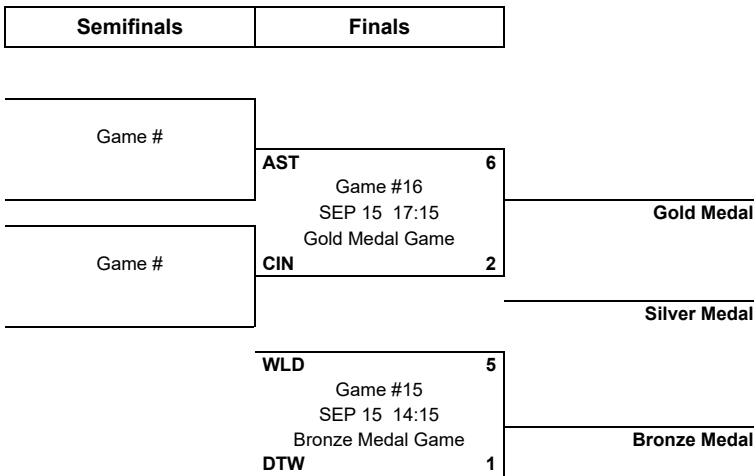 Semifinals Finals
Game #
AST 6
Game #16
SEP 15 17:15
Gold Medal
Gold Medal Game
Game #
CIN 2
Silver Medal
WLD 5
Game #15
SEP 15 14:15
Bronze Medal Game
Bronze Medal
DTW 1